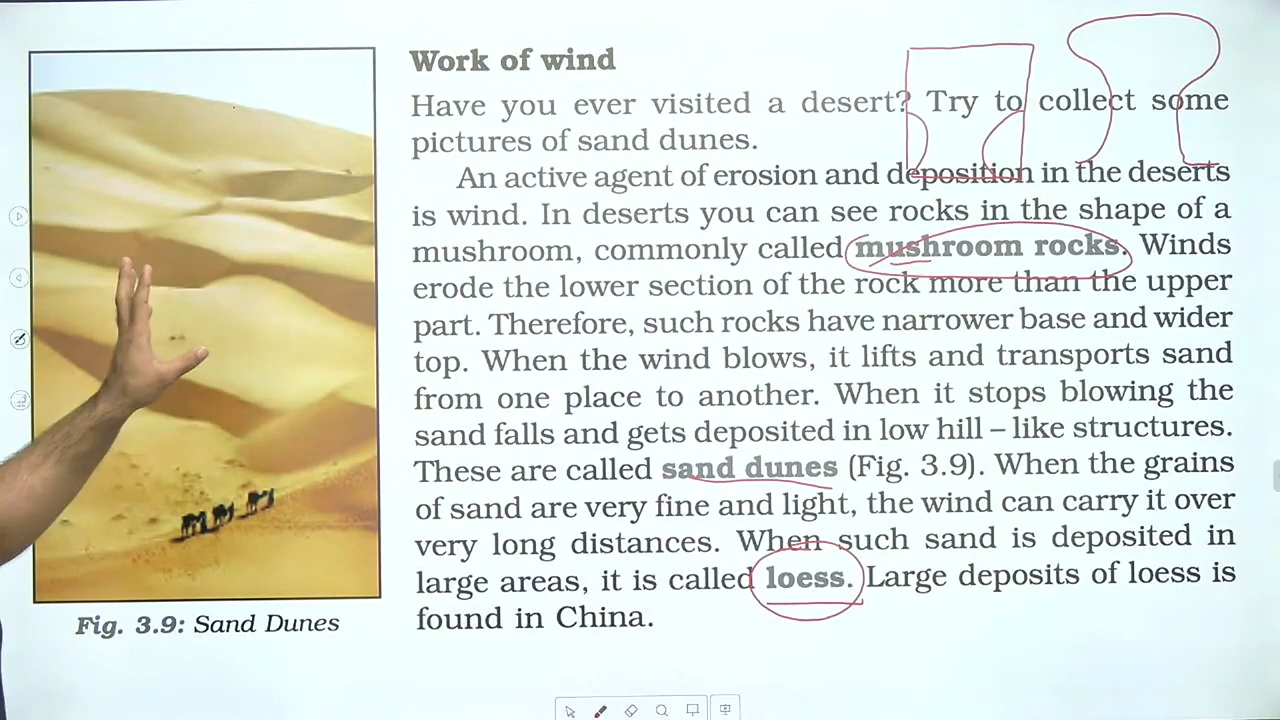 Work of wind
Have you ever visited a desert? Try to collect some
pictures of sand dunes.
An active agent of erosion and deposition in the deserts
is wind. In deserts you can see rocks in the shape of a
mushroom, commonly called mushroom rocks. Winds
erode the lower section of the rock more than the upper
part. Therefore, such rocks have narrower base and wider
top. When the wind blows, it lifts and transports sand
from one place to another. When it stops blowing the
sand falls and gets deposited in low hill – like structures.
These are called sand dunes (Fig. 3.9). When the grains
of sand are very fine and light, the wind can carry it over
very long distances. When such sand is deposited in
large areas, it is called loess. Large deposits of loess is
found in China.
Fig. 3.9: Sand Dunes